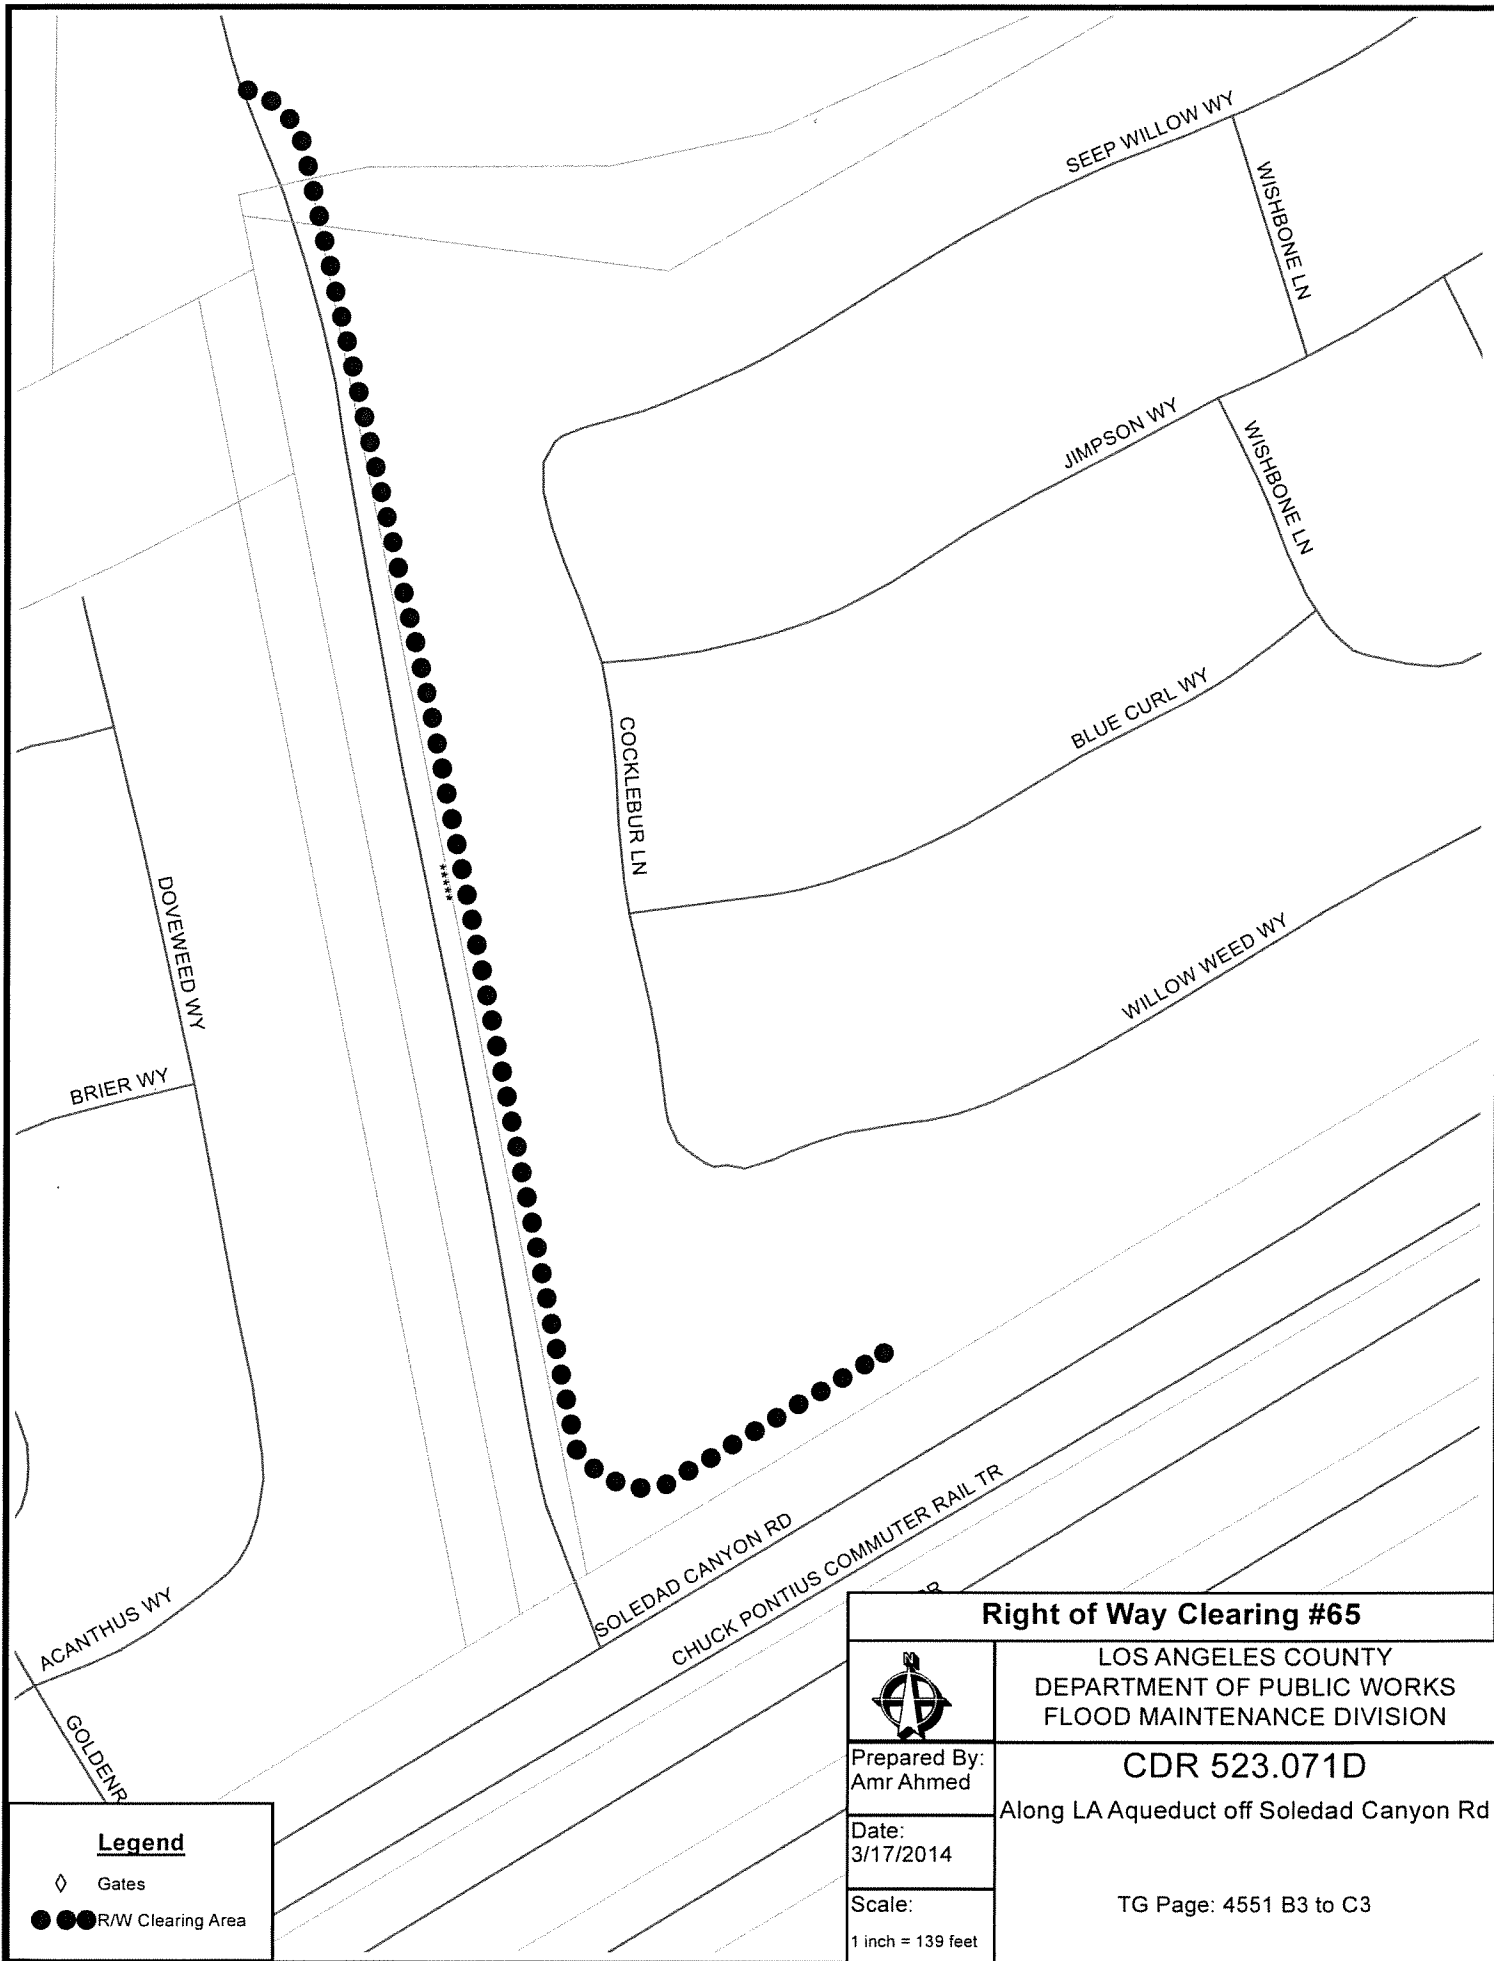 SEEP WILLOW WY
WISHBONE LN
JIMPSON WY
WISHBONE LN
BLUE CURL WY
COCKLEBUR LN
WILLOW WEED WY
DOVEWEED WY
BRIER WY
SOLEDAD CANYON RD
CHUCK PONTIUS COMMUTER RAIL TR
ACANTHUS WY
GOLDENR
Right of Way Clearing #65
N
LOS ANGELES COUNTY
DEPARTMENT OF PUBLIC WORKS
FLOOD MAINTENANCE DIVISION
Prepared By:
Amr Ahmed
CDR 523.071D
Along LA Aqueduct off Soledad Canyon Rd
Date:
3/17/2014
TG Page: 4551 B3 to C3
Scale:
1 inch = 139 feet
Legend
Gates
R/W Clearing Area